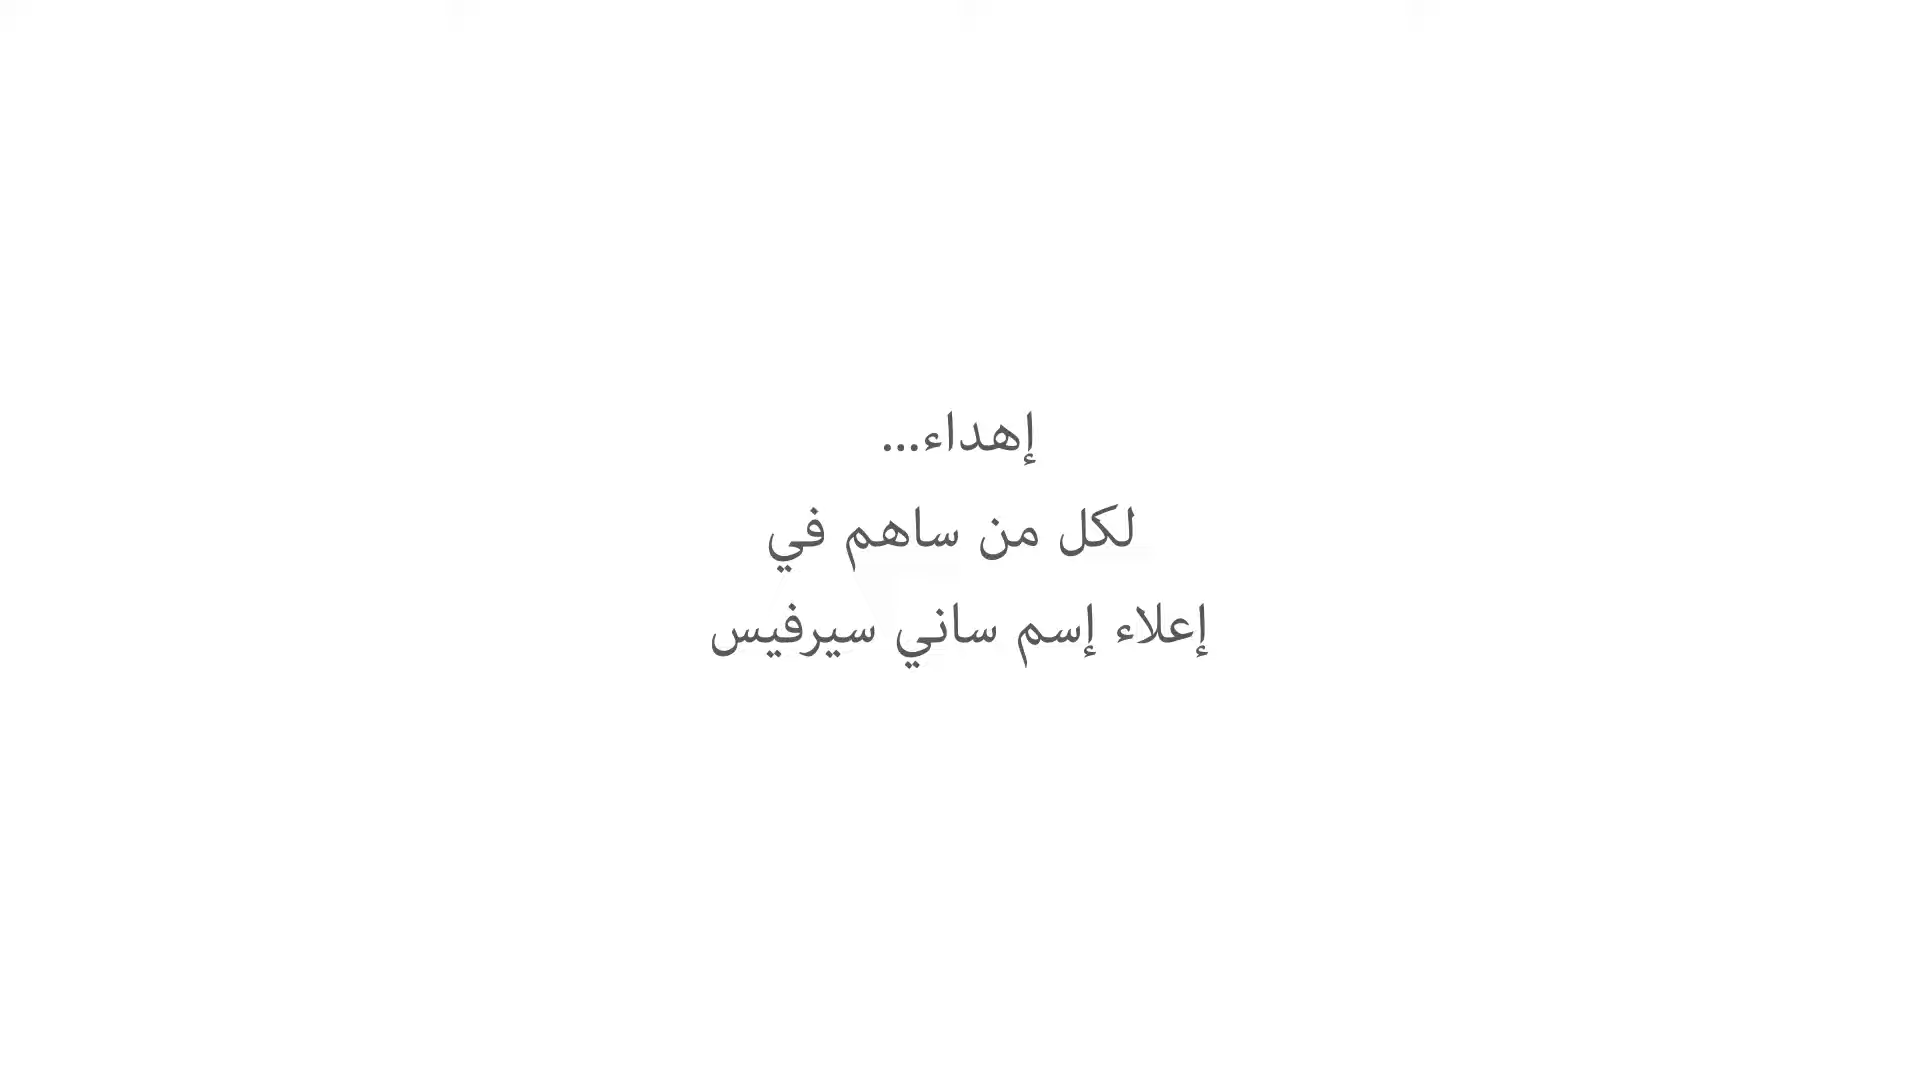 إهداء...
لكل من ساهم في
إعلاء إسم ساني سيرفيس